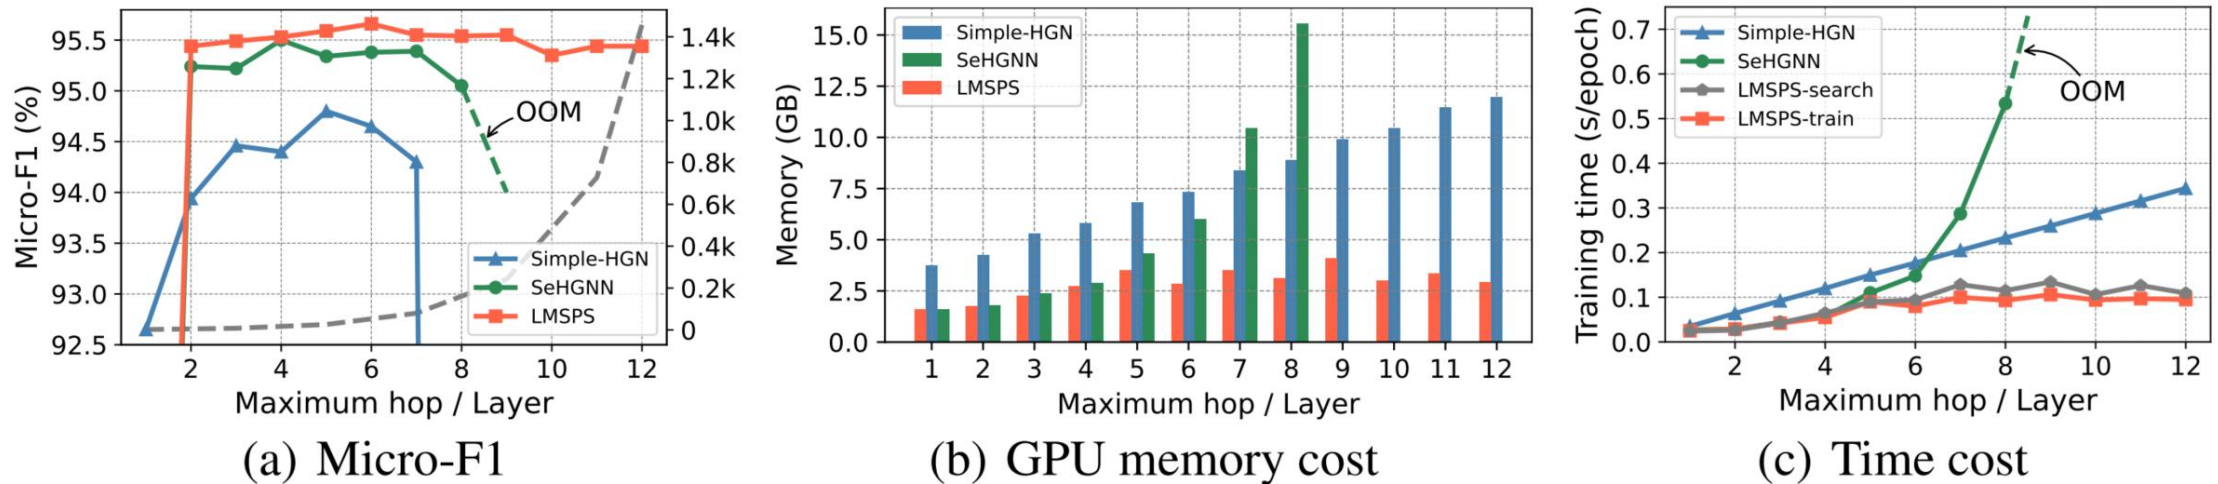 Micro-F1 (%)
95.5
95.0
94.5
94.0
93.5
93.0
92.5
1.4k
1.2k
1.0k
0.8k
0.6k
0.4k
0.2k
0
OOM
Simple-HGN
SeHGNN
LMSPS
2 4 6 8 10 12
Maximum hop / Layer
(a) Micro-F1
Memory (GB)
15.0
12.5
10.0
7.5
5.0
2.5
0.0
Simple-HGN
SeHGNN
LMSPS
1 2 3 4 5 6 7 8 9 10 11 12
Maximum hop / Layer
(b) GPU memory cost
Training time (s/epoch)
0.7
0.6
0.5
0.4
0.3
0.2
0.1
0.0
Simple-HGN
SeHGNN
LMSPS-search
LMSPS-train
OOM
2 4 6 8 10 12
Maximum hop / Layer
(c) Time cost